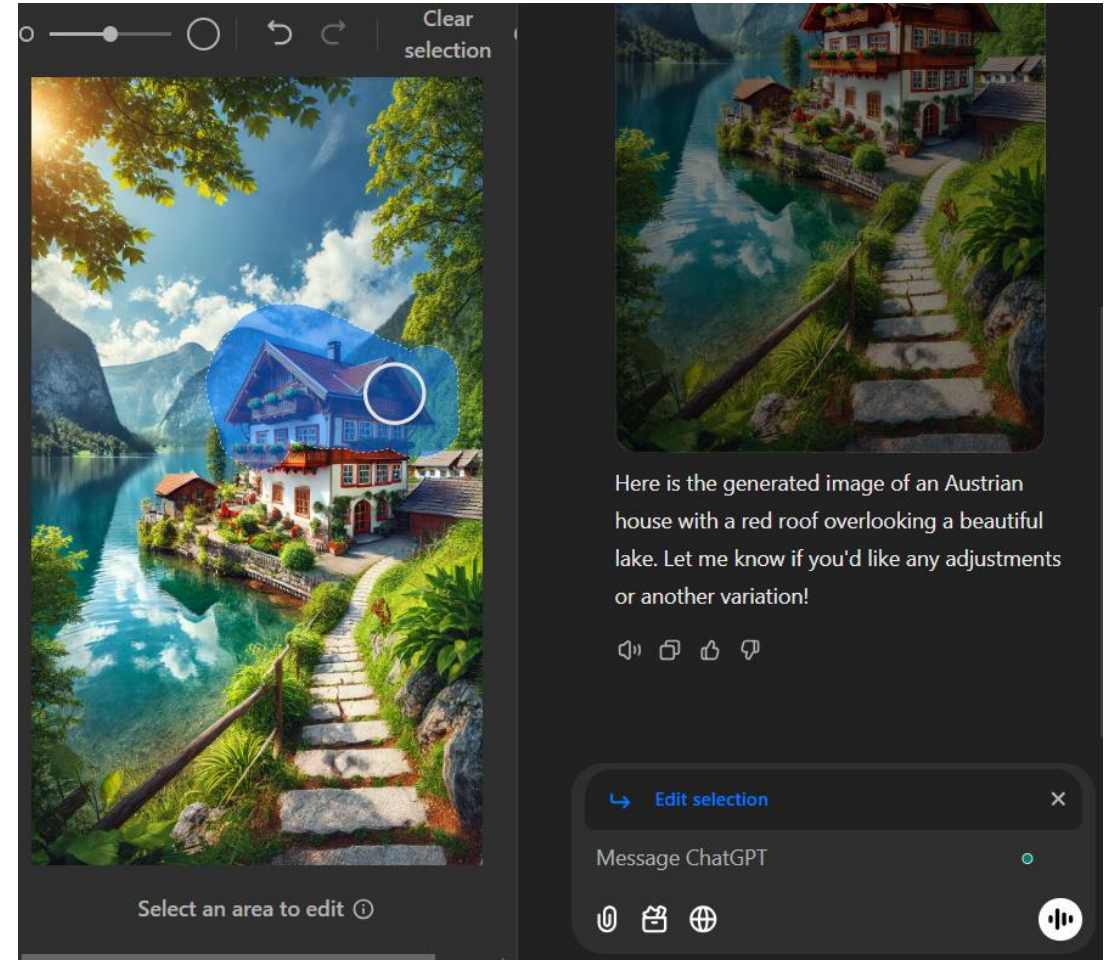 Clear
selection
Select an area to edit
Here is the generated image of an Austrian
house with a red roof overlooking a beautiful
lake. Let me know if you'd like any adjustments
or another variation!
Edit selection
Message ChatGPT